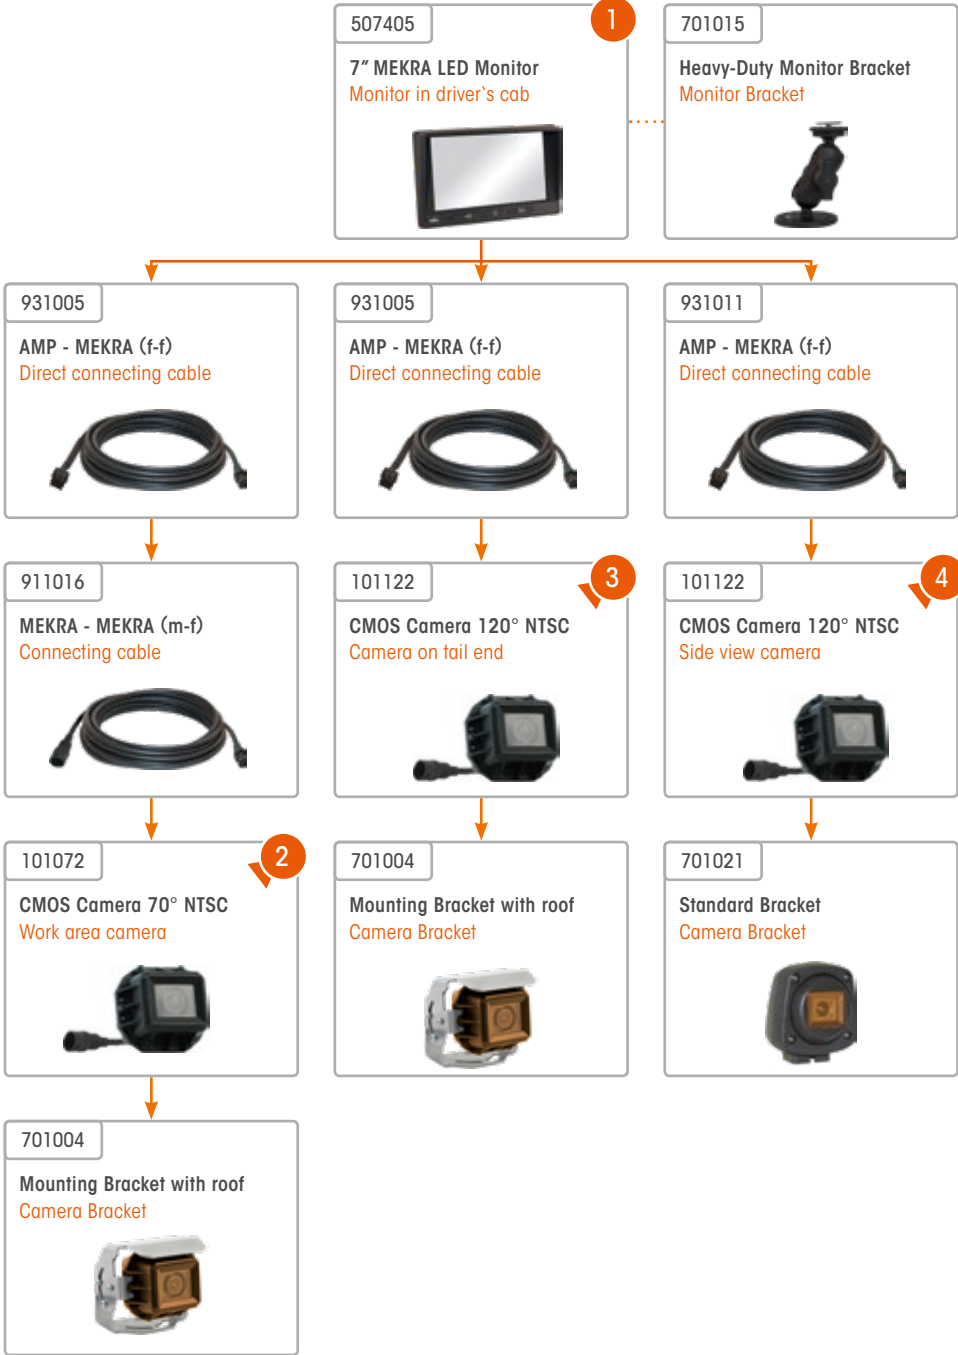 507405
1
7” MEKRA LED Monitor
Monitor in driver`s cab
701015
Heavy-Duty Monitor Bracket
Monitor Bracket
931005
AMP - MEKRA (f-f)
Direct connecting cable
931005
AMP - MEKRA (f-f)
Direct connecting cable
931011
AMP - MEKRA (f-f)
Direct connecting cable
911016
MEKRA - MEKRA (m-f)
Connecting cable
101122
3
CMOS Camera 120° NTSC
Camera on tail end
101122
4
CMOS Camera 120° NTSC
Side view camera
101072
2
CMOS Camera 70° NTSC
Work area camera
701004
Mounting Bracket with roof
Camera Bracket
701021
Standard Bracket
Camera Bracket
701004
Mounting Bracket with roof
Camera Bracket